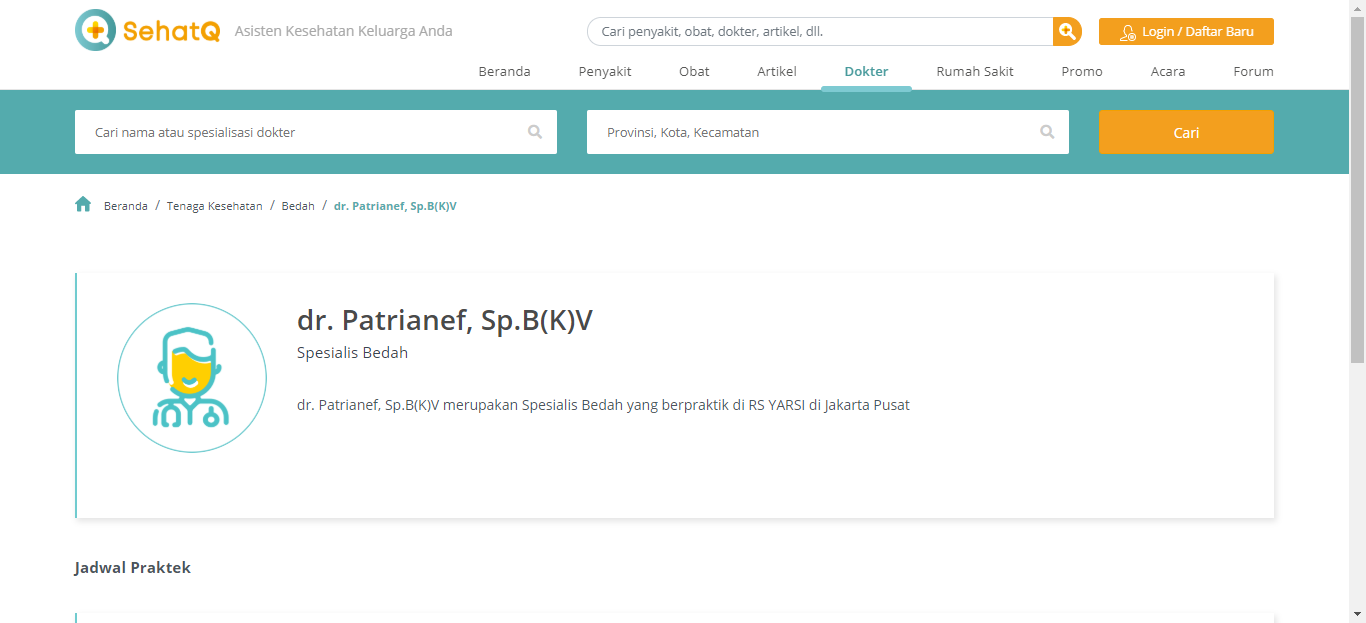 SehatQ Asisten Kesehatan Keluarga Anda
Cari penyakit, obat, dokter, artikel, dll.
Login / Daftar Baru
Beranda Penyakit Obat Artikel Dokter Rumah Sakit Promo Acara Forum
Cari nama atau spesialisasi dokter
Provinsi, Kota, Kecamatan
Cari
Beranda / Tenaga Kesehatan / Bedah / dr. Patrianef, Sp.B(K)V
dr. Patrianef, Sp.B(K)V
Spesialis Bedah
dr. Patrianef, Sp.B(K)V merupakan Spesialis Bedah yang berpraktik di RS YARSI di Jakarta Pusat
Jadwal Praktek